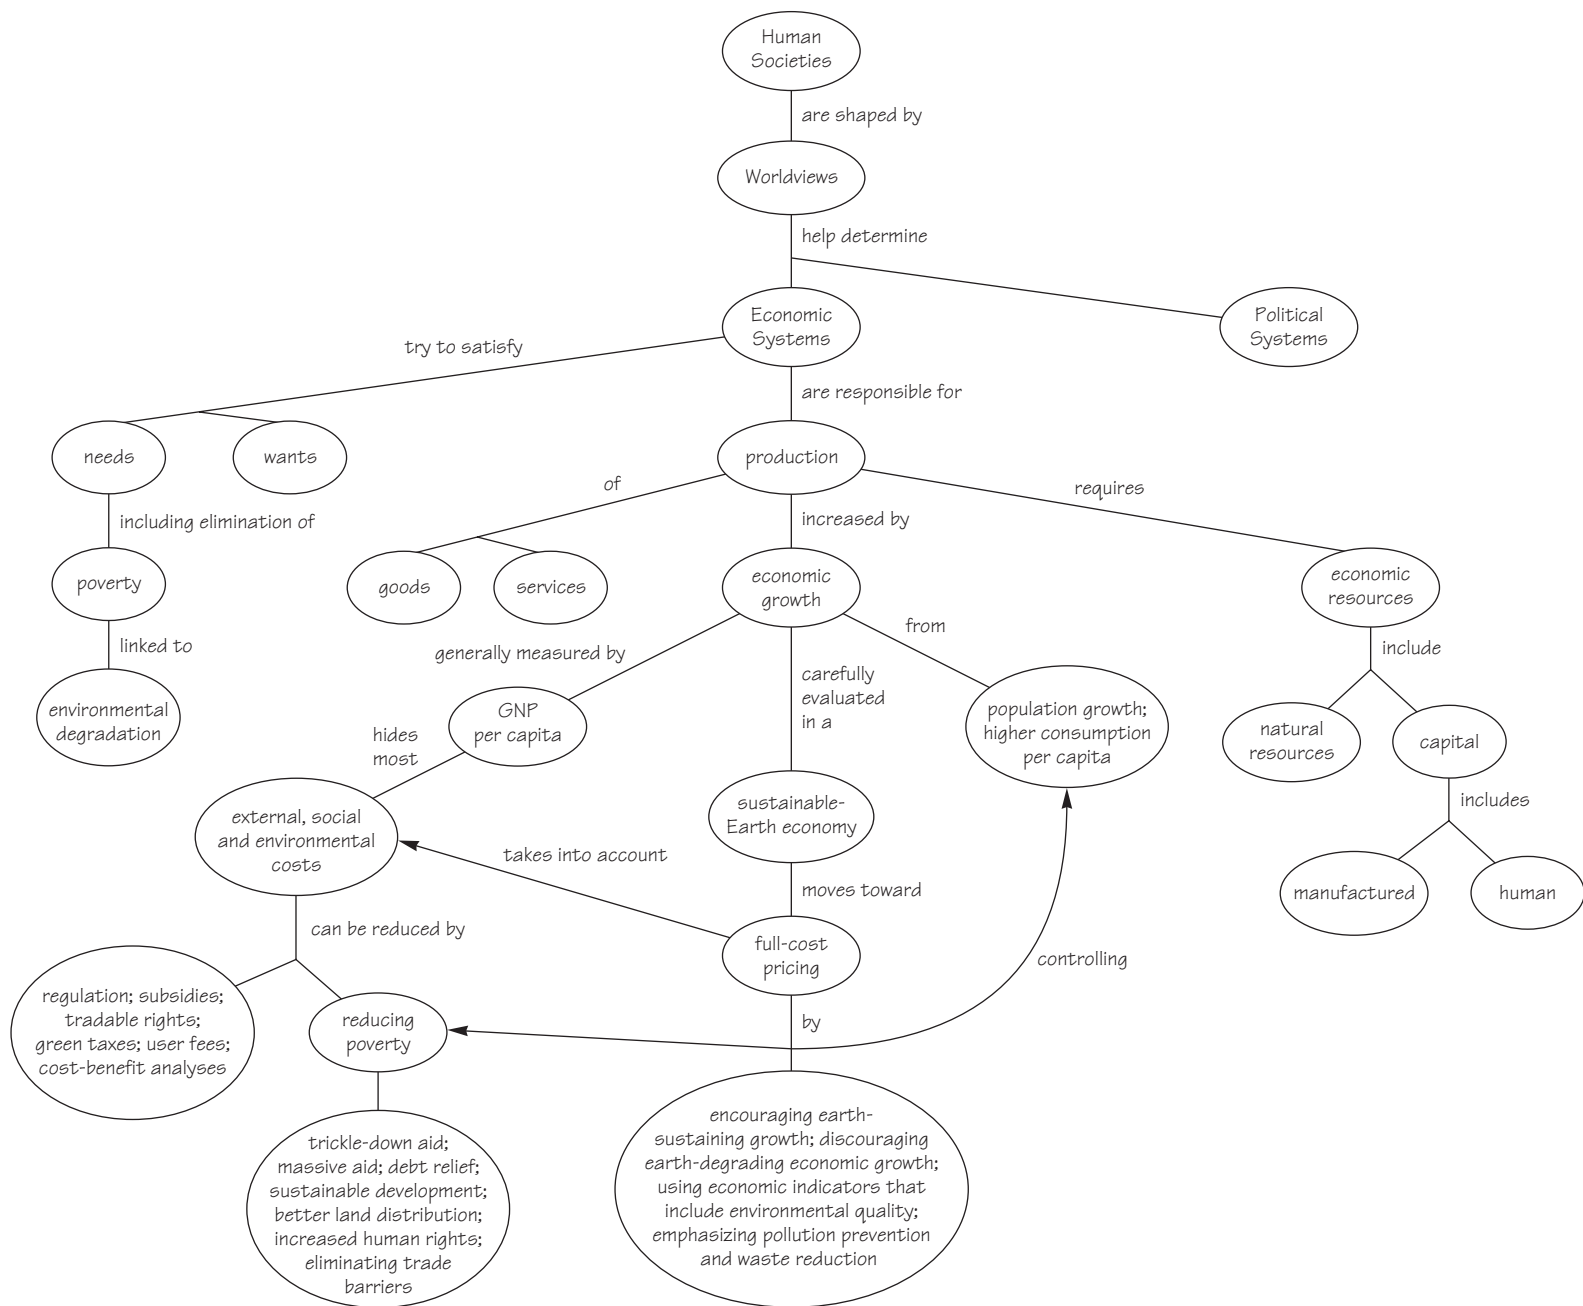 Human
Societies
are shaped by
Worldviews
help determine
Economic
Systems
Political
Systems
try to satisfy
are responsible for
needs
wants
production
of
requires
including elimination of
increased by
poverty
goods
services
economic
growth
economic
resources
linked to
generally measured by
from
include
carefully
evaluated
in a
environmental
degradation
GNP
per capita
population growth;
higher consumption
per capita
natural
resources
capital
hides
most
includes
external, social
and environmental
costs
sustainable-
Earth economy
takes into account
moves toward
manufactured
human
can be reduced by
full-cost
pricing
controlling
regulation; subsidies;
tradable rights;
green taxes; user fees;
cost-benefit analyses
reducing
poverty
by
trickle-down aid;
massive aid; debt relief;
sustainable development;
better land distribution;
increased human rights;
eliminating trade
barriers
encouraging earth-
sustaining growth; discouraging
earth-degrading economic growth;
using economic indicators that
include environmental quality;
emphasizing pollution prevention
and waste reduction